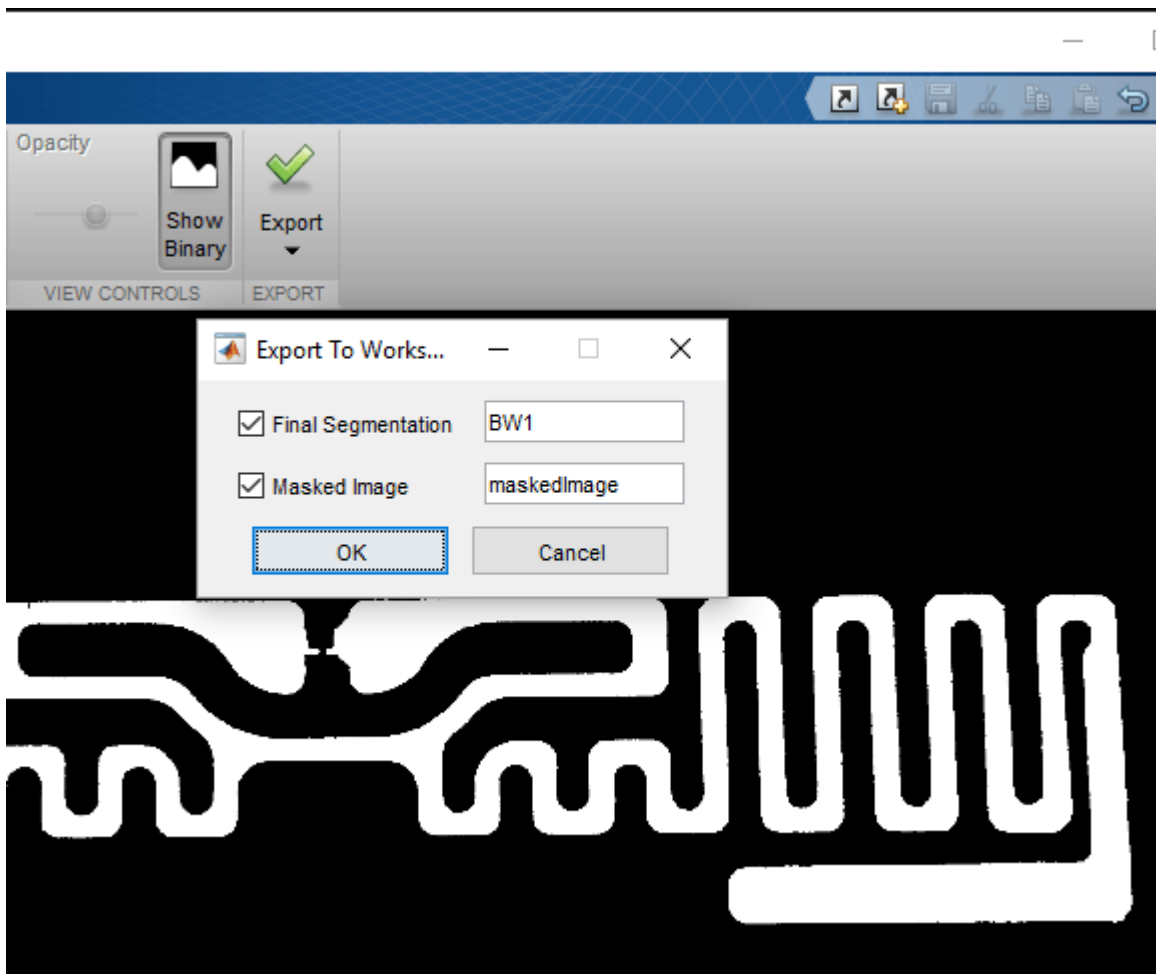 Opacity
Show
Binary
Export
VIEW CONTROLS
EXPORT
Export To Works...
Final Segmentation
BW1
Masked Image
maskedImage
OK
Cancel